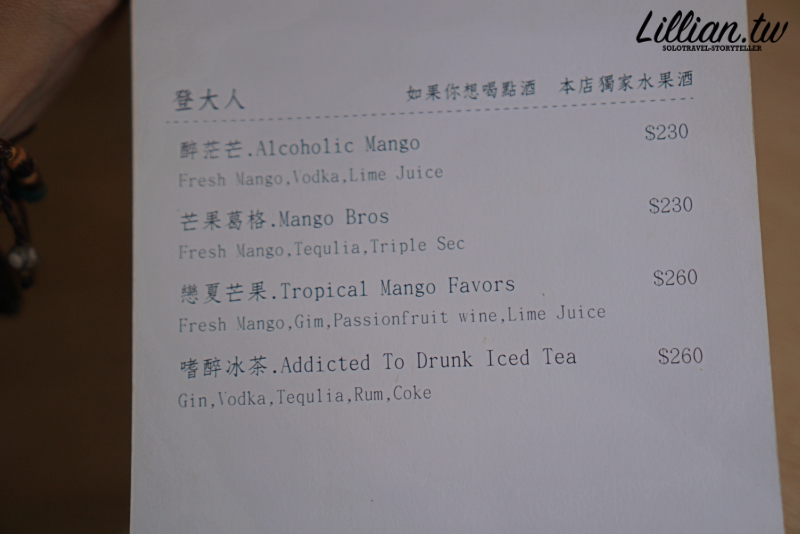 Lillian.tw
SOLOTRAVEL-STORYTELLER
登大人 如果你想喝點酒 本店獨家水果酒
醉茫芒.Alcoholic Mango $230
Fresh Mango,Vodka,Lime Juice
芒果葛格.Mango Bros $230
Fresh Mango,Tequlia,Triple Sec
戀夏芒果.Tropical Mango Favors $260
Fresh Mango,Gim,Passionfruit wine,Lime Juice
嗜醉冰茶.Addicted To Drunk Iced Tea $260
Gin,Vodka,Tequlia,Rum,Coke